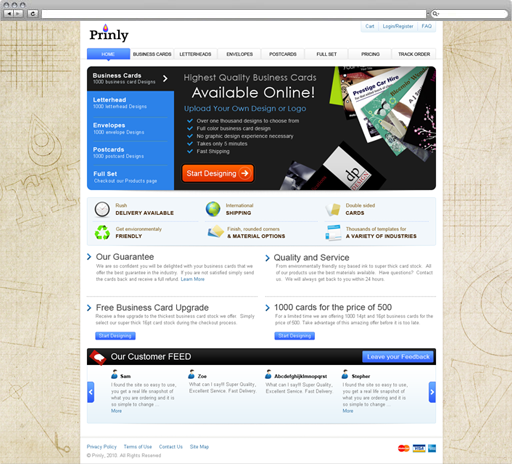 Prinly
Cart
Login/Register
FAQ
HOME
BUSINESS CARDS
LETTERHEADS
ENVELOPES
POSTCARDS
FULL SET
PRICING
TRACK ORDER
Business Cards
1000 business card Designs
Letterhead
1000 letterhead Designs
Envelopes
1000 envelope Designs
Postcards
1000 postcard Designs
Full Set
Checkout our Products page
Highest Quality Business Cards
Available Online!
Upload Your Own Design or Logo
Over one thousand designs to choose from
Full color business card design
No graphic design experience necessary
Takes only 5 minutes
Fast Shipping
Start Designing
Prestige Car Hire
dp
Rush
DELIVERY AVAILABLE
International
SHIPPING
Double sided
CARDS
Get environmentaly
FRIENDLY
Finish, rounded corners
& MATERIAL OPTIONS
Thousands of templates for
A VARIETY OF INDUSTRIES
Our Guarantee
We are so confident you will be delighted with your business cards that we
offer the best guarantee in the industry. If you are not satisfied simply send
the cards back and receive a full refund. Learn More
Quality and Service
From environmentally friendly soy based ink to super thick card stock. All
of our products use the best materials available. Have questions? Contact
us. We will always get back to you within 24 hours.
Free Business Card Upgrade
Receive a free upgrade to the thickest business card stock we offer. Simply
select our super thick 16pt card stock during the checkout process
Start Designing
1000 cards for the price of 500
For a limited time we are offering 1000 14pt and 16pt business cards for the
price of 500. Take advantage of this amazing offer before it is too late
Start Designing
Our Customer FEED
Leave your Feedback
Sam
I found the site so easy to use,
you get a real life snapshot of
what you are ordering and it is
so simple to change ...
More
Zoe
What can I say!! Super Quality,
Excellent Service. Fast Delivery.
Abcdefghijklmnopqrst
What can I say!! Super Quality,
Excellent Service. Fast Delivery.
Stepher
I found the site so easy to use,
you get a real life snapshot of
what you are ordering and it is
so simple to change ...
More
Privacy Policy
Terms of Use
Contact Us
Site Map
© Prinly, 2010. All Rights Reserved
VISA